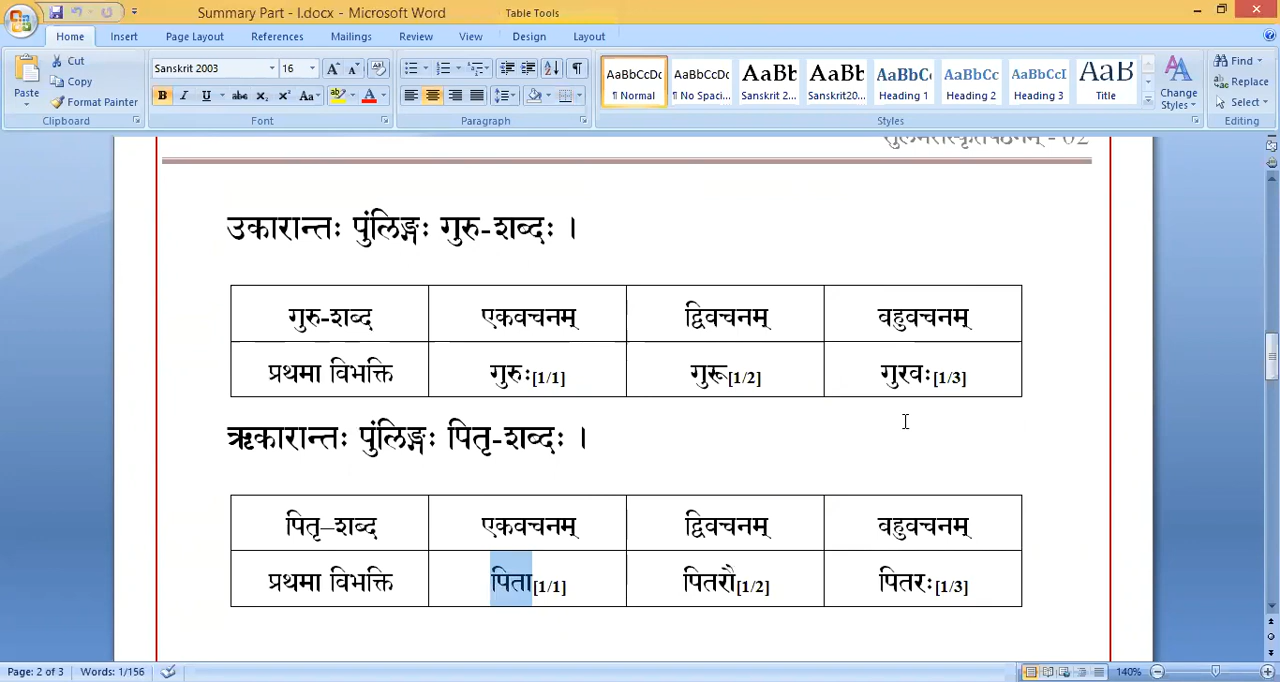 Summary Part - I.docx - Microsoft Word
Table Tools
Home Insert Page Layout References Mailings Review View Design Layout
Paste
Cut
Copy
Format Painter
Clipboard
Sanskrit 2003 16
Font
Paragraph
AaBbCcDc AaBbCcDc AaBb AaBb AaBbC AaBbCc AaBbCcI AaB
¶ Normal ¶ No Spaci... Sanskrit 2... Sanskrit20... Heading 1 Heading 2 Heading 3 Title
Change Styles
Styles
Find
Replace
Select
Editing
सुलभसंस्कृतपठनम् - 02
उकारान्तः पुंलिङ्गः गुरु-शब्दः ।
गुरु-शब्द एकवचनम् द्विवचनम् वहुवचनम्
प्रथमा विभक्ति गुरुः[1/1] गुरू[1/2] गुरवः[1/3]
ऋकारान्तः पुंलिङ्गः पितृ-शब्दः ।
पितृ–शब्द एकवचनम् द्विवचनम् वहुवचनम्
प्रथमा विभक्ति पिता[1/1] पितरौ[1/2] पितरः[1/3]
Page: 2 of 3 Words: 1/156 140%